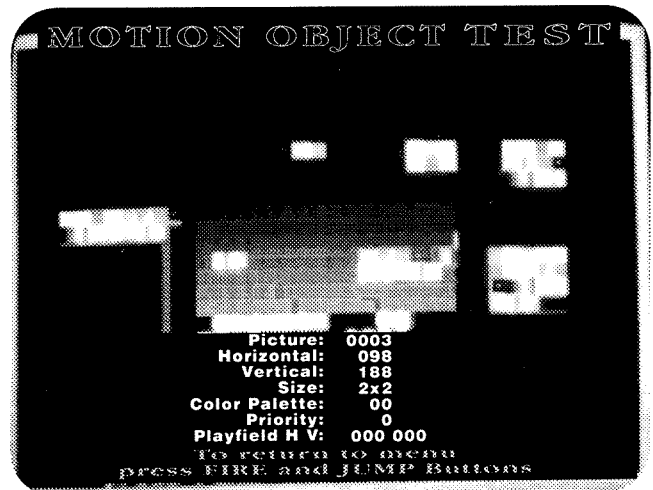 MOTION OBJECT TEST
Picture: 0003
Horizontal: 098
Vertical: 188
Size: 2x2
Color Palette: 00
Priority: 0
Playfield H V: 000 000
To return to menu
press FIRE and JUMP Buttons